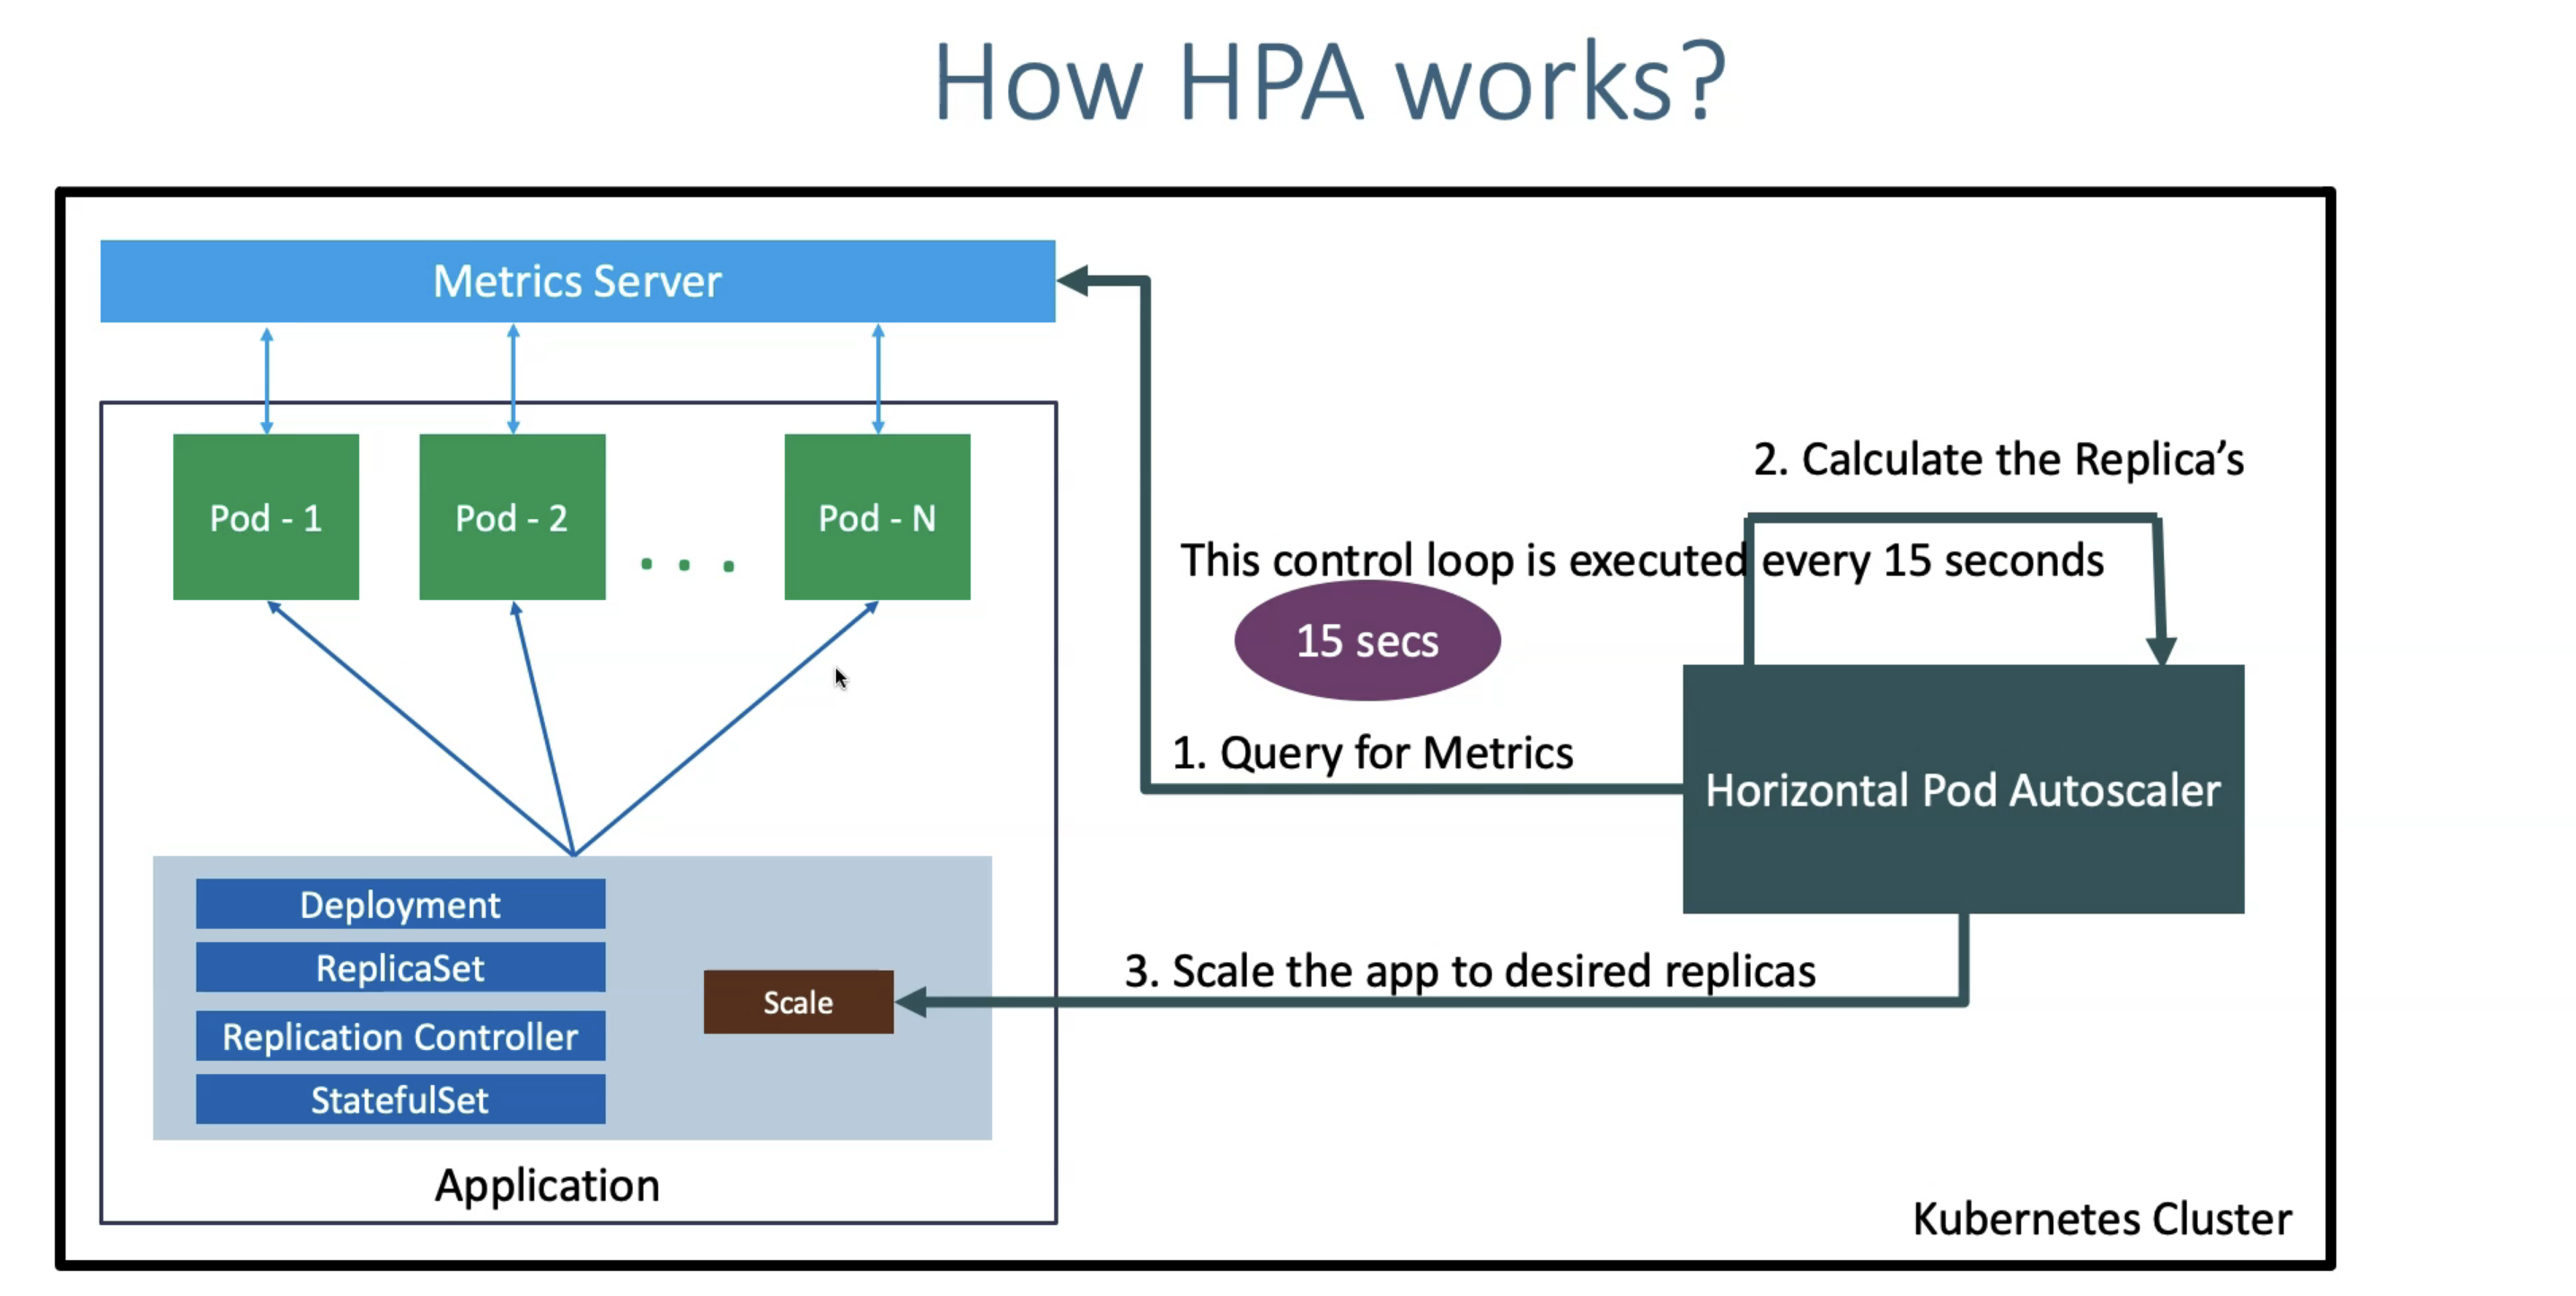 How HPA works?
Metrics Server
Pod - 1
Pod - 2
. . .
Pod - N
Deployment
ReplicaSet
Replication Controller
StatefulSet
Scale
Application
2. Calculate the Replica’s
This control loop is executed every 15 seconds
15 secs
1. Query for Metrics
Horizontal Pod Autoscaler
3. Scale the app to desired replicas
Kubernetes Cluster